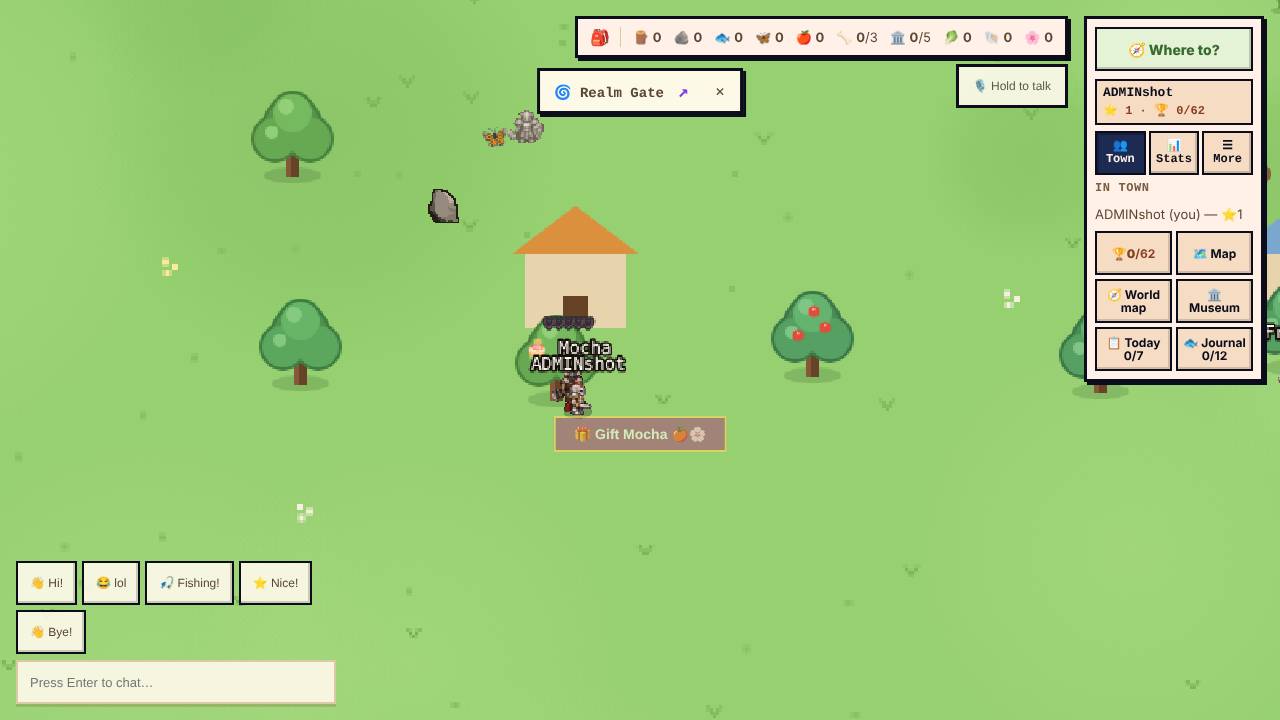 0 0 0 0 0 0/3 0/5 0 0 0
Realm Gate ↗ ×
Hold to talk
Where to?
ADMINshot
1 · 0/62
Town Stats More
IN TOWN
ADMINshot (you) — ⭐1
0/62 Map
World map
Museum
Today 0/7
Journal 0/12
Mocha
ADMINshot
Gift Mocha
Hi! lol Fishing! Nice!
Bye!
Press Enter to chat…